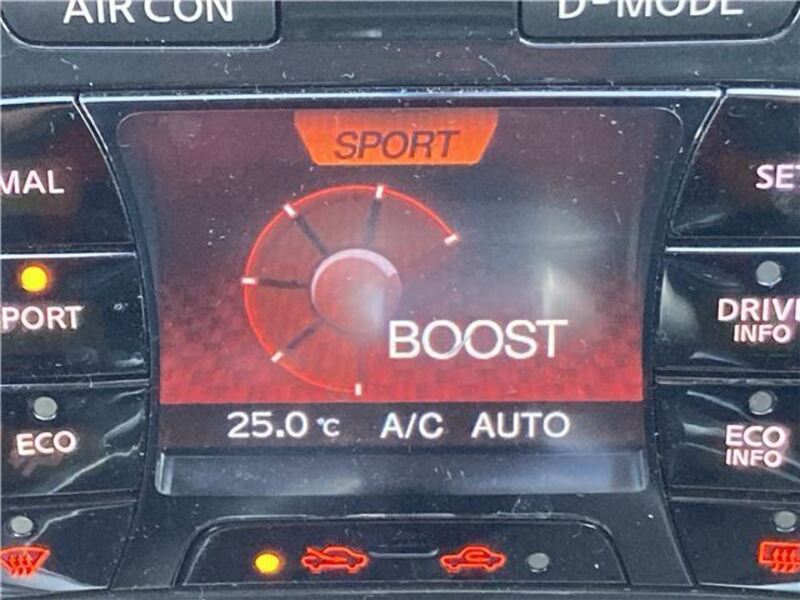 AIR CON
D-MODE
SPORT
MAL
SET
PORT
DRIVE
INFO
BOOST
25.0 °C A/C AUTO
ECO
ECO
INFO